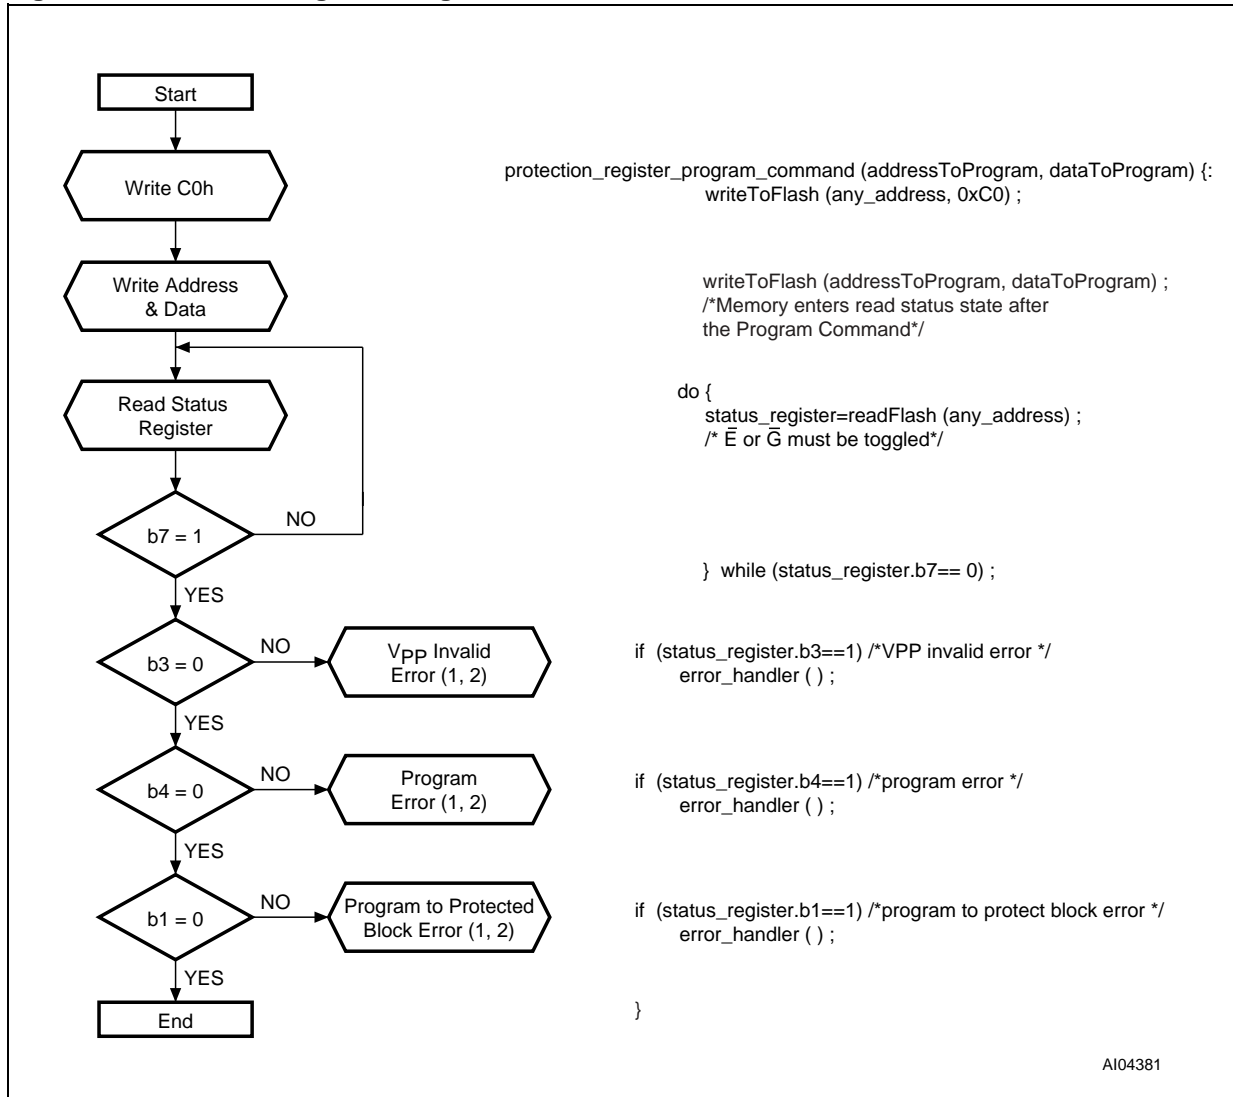 Start
Write C0h
protection_register_program_command (addressToProgram, dataToProgram) {:
writeToFlash (any_address, 0xC0) ;
Write Address
& Data
writeToFlash (addressToProgram, dataToProgram) ;
/*Memory enters read status state after
the Program Command*/
Read Status
Register
do {
status_register=readFlash (any_address) ;
/* E̅ or G̅ must be toggled*/
b7 = 1
NO
} while (status_register.b7== 0) ;
YES
b3 = 0
NO
VPP Invalid
Error (1, 2)
if (status_register.b3==1) /*VPP invalid error */
error_handler ( ) ;
YES
b4 = 0
NO
Program
Error (1, 2)
if (status_register.b4==1) /*program error */
error_handler ( ) ;
YES
b1 = 0
NO
Program to Protected
Block Error (1, 2)
if (status_register.b1==1) /*program to protect block error */
error_handler ( ) ;
YES
End
}
AI04381